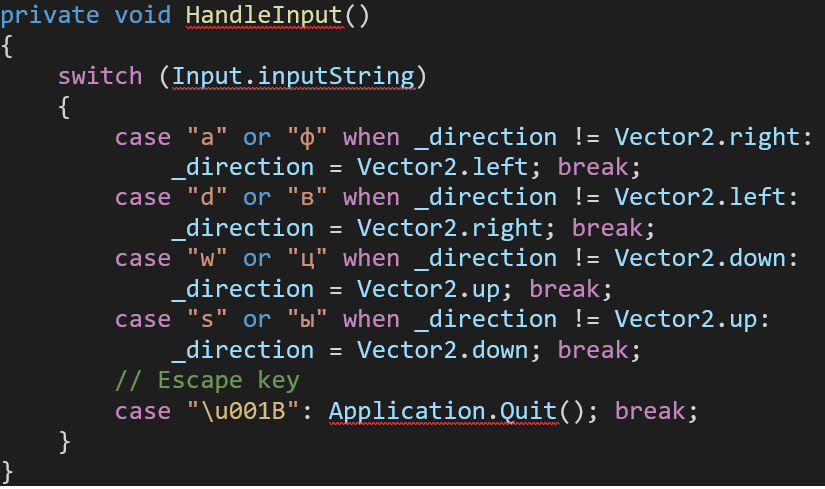 private void HandleInput()
{
    switch (Input.inputString)
    {
        case "a" or "ф" when _direction != Vector2.right:
            _direction = Vector2.left; break;
        case "d" or "в" when _direction != Vector2.left:
            _direction = Vector2.right; break;
        case "w" or "ц" when _direction != Vector2.down:
            _direction = Vector2.up; break;
        case "s" or "ы" when _direction != Vector2.up:
            _direction = Vector2.down; break;
        // Escape key
        case "\u001B": Application.Quit(); break;
    }
}